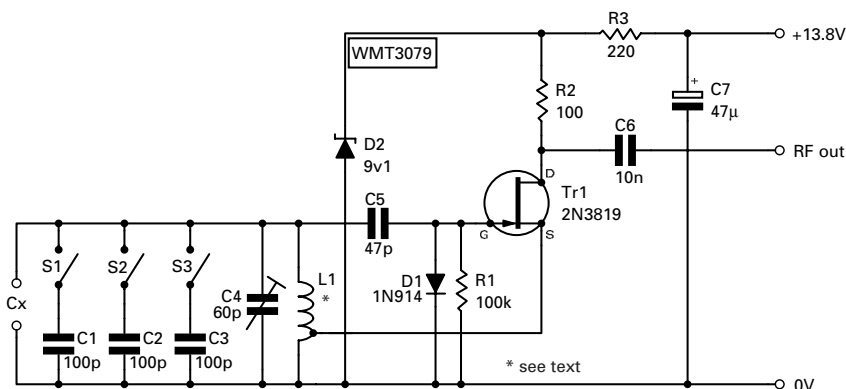 R3
220
+13.8V
WMT3079
C7
+
47µ
R2
100
C6
10n
RF out
D2
9v1
D
Tr1
2N3819
G
S
C5
47p
S1
S2
S3
Cx
C4
60p
L1
*
D1
1N914
R1
100k
C1
100p
C2
100p
C3
100p
* see text
0V